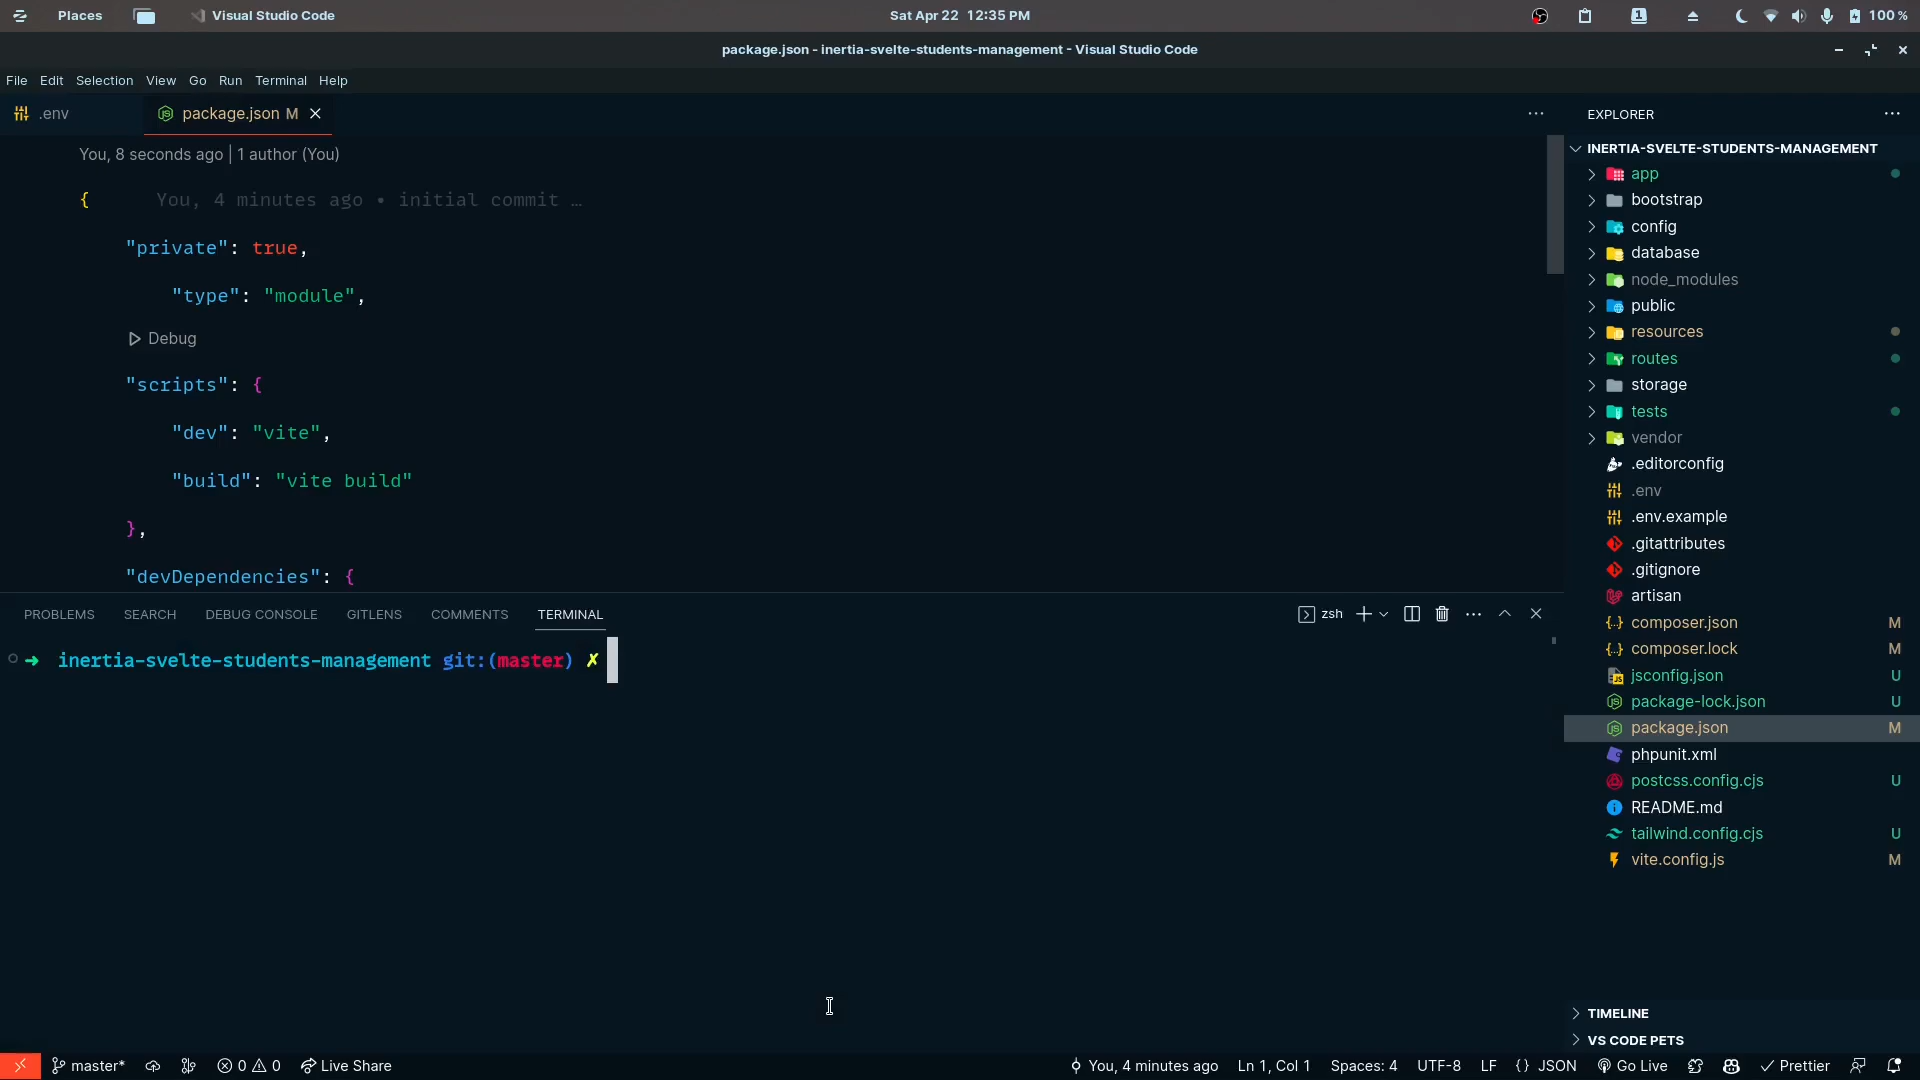 Places Visual Studio Code Sat Apr 22 12:35 PM 1 100 %
package.json - inertia-svelte-students-management - Visual Studio Code
File Edit Selection View Go Run Terminal Help
.env package.json M
You, 8 seconds ago | 1 author (You)
{ You, 4 minutes ago • initial commit …
"private": true,
"type": "module",
Debug
"scripts": {
"dev": "vite",
"build": "vite build"
},
"devDependencies": {
PROBLEMS SEARCH DEBUG CONSOLE GITLENS COMMENTS TERMINAL zsh
➜ inertia-svelte-students-management git:(master) ✗
EXPLORER
INERTIA-SVELTE-STUDENTS-MANAGEMENT
app
bootstrap
config
database
node_modules
public
resources
routes
storage
tests
vendor
.editorconfig
.env
.env.example
.gitattributes
.gitignore
artisan
composer.json M
composer.lock M
jsconfig.json U
package-lock.json U
package.json M
phpunit.xml
postcss.config.cjs U
README.md
tailwind.config.cjs U
vite.config.js M
TIMELINE
VS CODE PETS
master* 0 0 Live Share You, 4 minutes ago Ln 1, Col 1 Spaces: 4 UTF-8 LF {} JSON Go Live Prettier